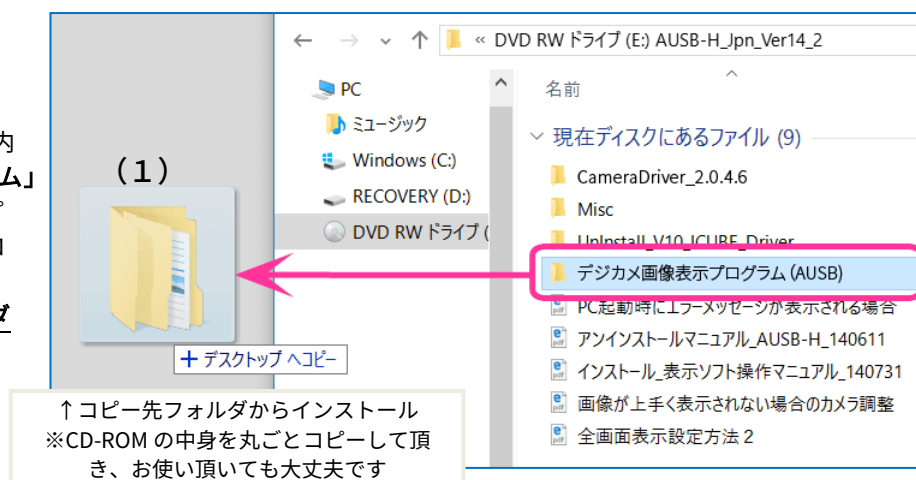 内
ム」
プ
ダ
(1)
+ デスクトップ へコピー
↑コピー先フォルダからインストール
※CD-ROM の中身を丸ごとコピーして頂
き、お使い頂いても大丈夫です
« DVD RW ドライブ (E:) AUSB-H_Jpn_Ver14_2
PC
ミュージック
Windows (C:)
RECOVERY (D:)
DVD RW ドライブ (
名前
現在ディスクにあるファイル (9)
CameraDriver_2.0.4.6
Misc
UnInstall_V10_ICUBE_Driver
デジカメ画像表示プログラム (AUSB)
PC起動時にエラーメッセージが表示される場合
アンインストールマニュアル_AUSB-H_140611
インストール_表示ソフト操作マニュアル_140731
画像が上手く表示されない場合のカメラ調整
全画面表示設定方法 2